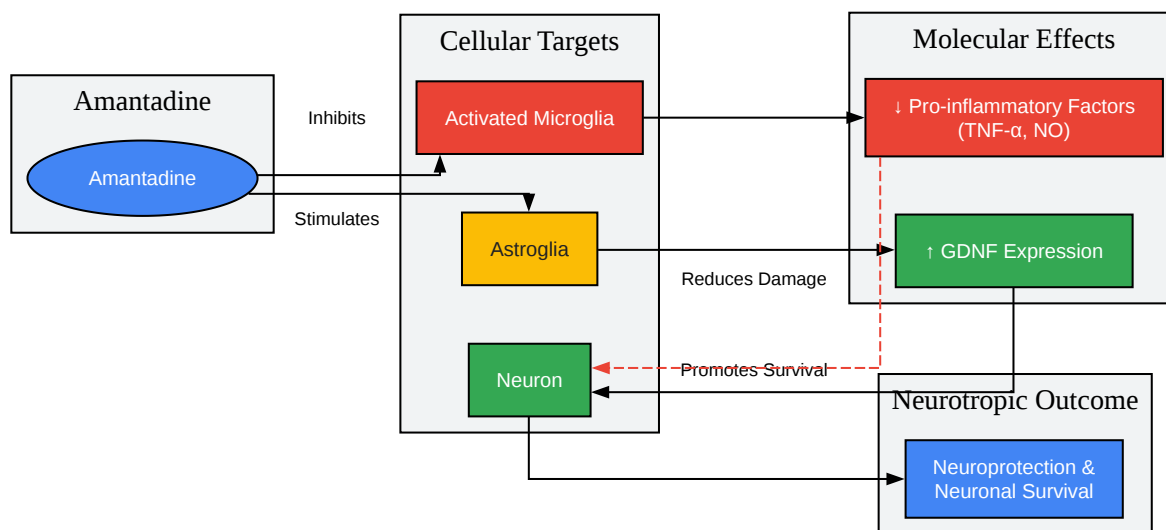 Amantadine
Amantadine
Inhibits
Stimulates
Cellular Targets
Activated Microglia
Astroglia
Neuron
Reduces Damage
Promotes Survival
Molecular Effects
↓ Pro-inflammatory Factors
(TNF-α, NO)
↑ GDNF Expression
Neurotropic Outcome
Neuroprotection &
Neuronal Survival